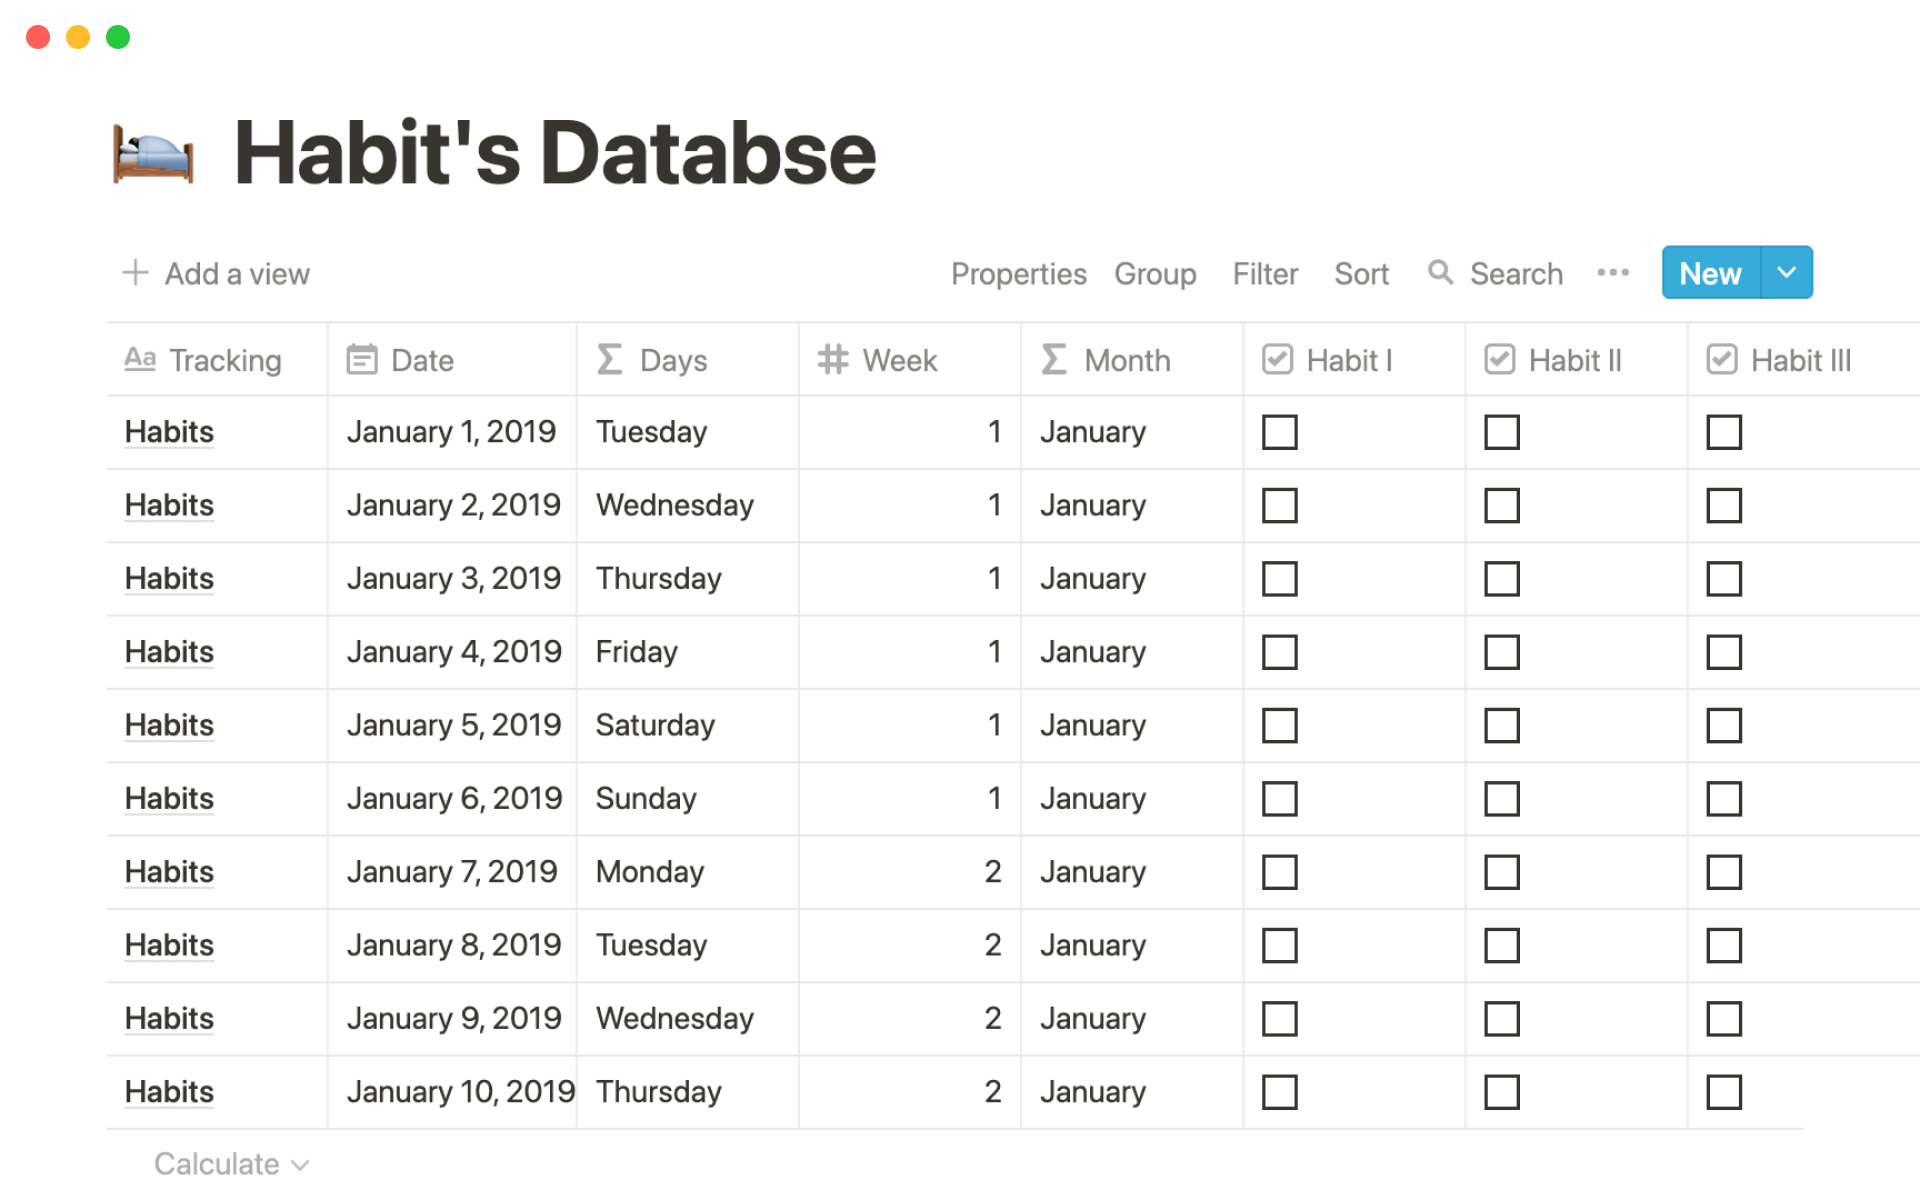 Habit's Databse
Add a view Properties Group Filter Sort Search New
Aa Tracking Date Days Week Month Habit I Habit II Habit III
Habits January 1, 2019 Tuesday 1 January
Habits January 2, 2019 Wednesday 1 January
Habits January 3, 2019 Thursday 1 January
Habits January 4, 2019 Friday 1 January
Habits January 5, 2019 Saturday 1 January
Habits January 6, 2019 Sunday 1 January
Habits January 7, 2019 Monday 2 January
Habits January 8, 2019 Tuesday 2 January
Habits January 9, 2019 Wednesday 2 January
Habits January 10, 2019 Thursday 2 January
Calculate